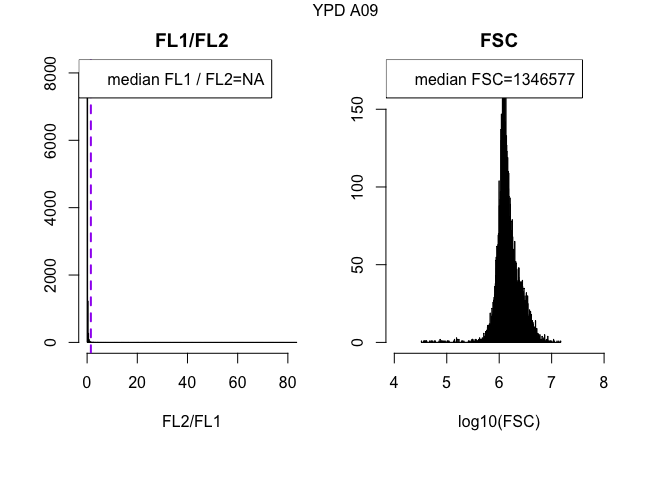 YPD A09
FL1/FL2
median FL1 / FL2=NA
8000
6000
4000
2000
0
0 20 40 60 80
FL2/FL1
FSC
median FSC=1346577
150
100
50
0
4 5 6 7 8
log10(FSC)